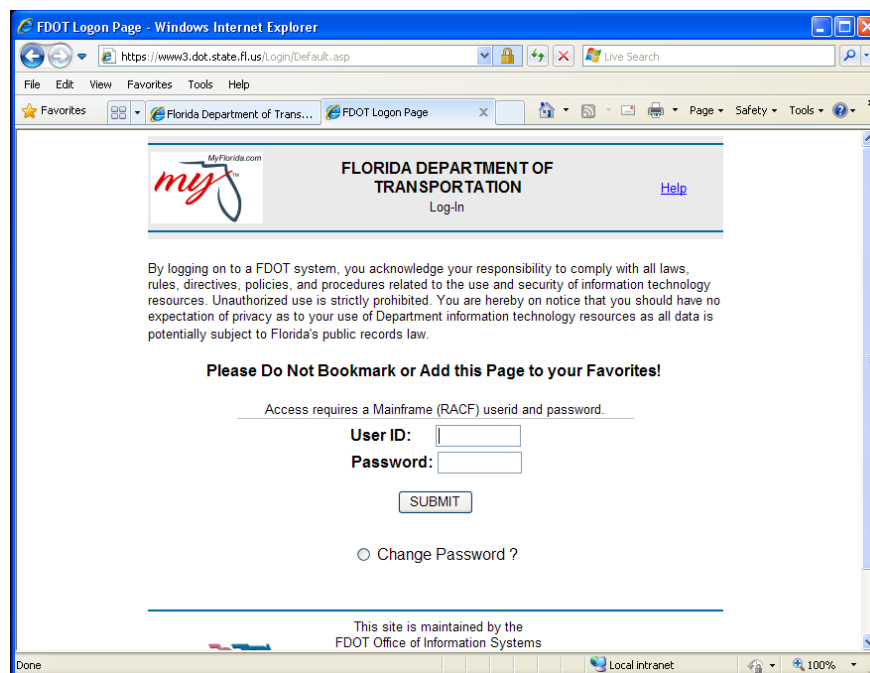 FDOT Logon Page - Windows Internet Explorer
https://www3.dot.state.fl.us/Login/Default.asp
Live Search
File Edit View Favorites Tools Help
Favorites
Florida Department of Trans...
FDOT Logon Page
X
Page
Safety
Tools
MyFlorida.com
my
TM
FLORIDA DEPARTMENT OF
TRANSPORTATION
Log-In
Help
By logging on to a FDOT system, you acknowledge your responsibility to comply with all laws,
rules, directives, policies, and procedures related to the use and security of information technology
resources. Unauthorized use is strictly prohibited. You are hereby on notice that you should have no
expectation of privacy as to your use of Department information technology resources as all data is
potentially subject to Florida's public records law.
Please Do Not Bookmark or Add this Page to your Favorites!
Access requires a Mainframe (RACF) userid and password.
User ID:
Password:
SUBMIT
Change Password ?
This site is maintained by the
FDOT Office of Information Systems
Done
Local intranet
100%